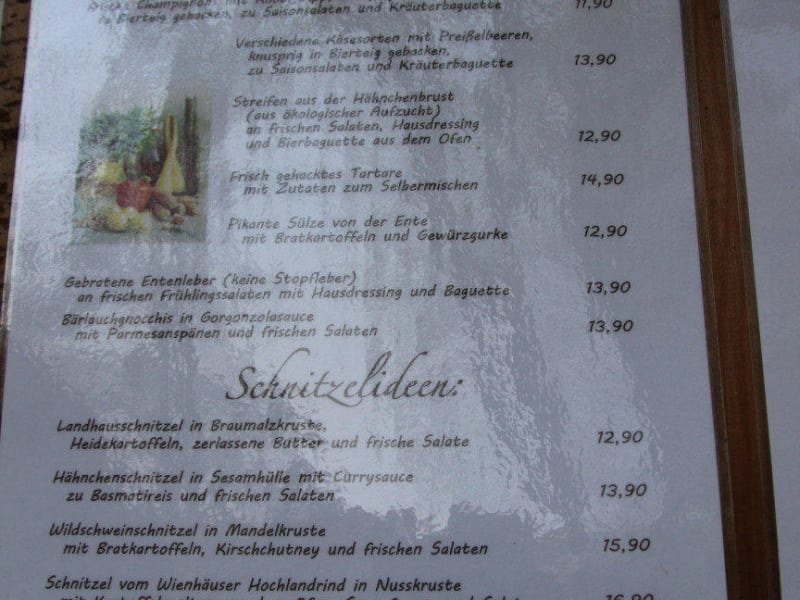 Champignon
in Bierteig gebacken, zu Saisonsalaten und Kräuterbaguette 11,90
Verschiedene Käsesorten mit Preißelbeeren,
knusprig in Bierteig gebacken,
zu Saisonsalaten und Kräuterbaguette 13,90
Streifen aus der Hähnchenbrust
(aus ökologischer Aufzucht)
an frischen Salaten, Hausdressing
und Bierbaguette aus dem Ofen 12,90
Frisch gehacktes Tartare
mit Zutaten zum Selbermischen 14,90
Pikante Sülze von der Ente
mit Bratkartoffeln und Gewürzgurke 12,90
Gebratene Entenleber (keine Stopfleber)
an frischen Frühlingssalaten mit Hausdressing und Baguette 13,90
Bärlauchgnocchis in Gorgonzolasauce
mit Parmesanspänen und frischen Salaten 13,90
Schnitzelideen:
Landhausschnitzel in Braumalzkruste,
Heidekartoffeln, zerlassene Butter und frische Salate 12,90
Hähnchenschnitzel in Sesamhülle mit Currysauce
zu Basmatireis und frischen Salaten 13,90
Wildschweinschnitzel in Mandelkruste
mit Bratkartoffeln, Kirschchutney und frischen Salaten 15,90
Schnitzel vom Wienhäuser Hochlandrind in Nusskruste
16,90